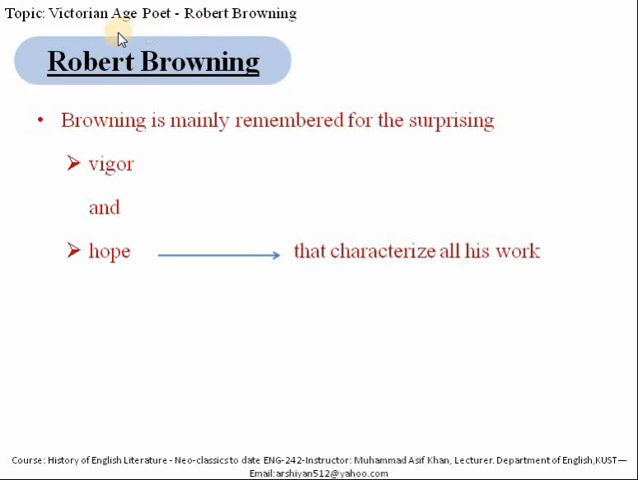 Topic: Victorian Age Poet - Robert Browning
Robert Browning
• Browning is mainly remembered for the surprising
➢ vigor
and
➢ hope that characterize all his work
Course: History of English Literature - Neo-classics to date ENG-242-Instructor: Muhammad Asif Khan, Lecturer. Department of English,KUST—
Email:arshiyan512@yahoo.com